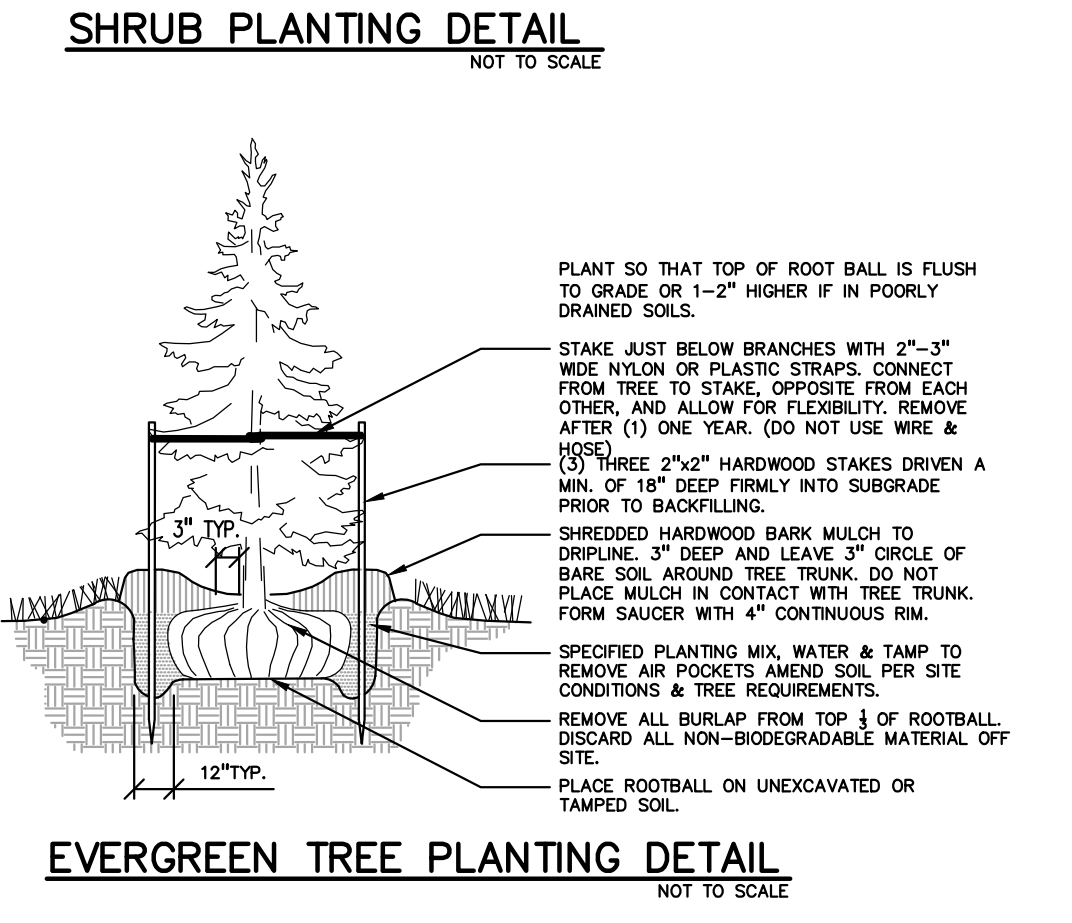 SHRUB PLANTING DETAIL
NOT TO SCALE
PLANT SO THAT TOP OF ROOT BALL IS FLUSH
TO GRADE OR 1-2" HIGHER IF IN POORLY
DRAINED SOILS.
STAKE JUST BELOW BRANCHES WITH 2"-3"
WIDE NYLON OR PLASTIC STRAPS. CONNECT
FROM TREE TO STAKE, OPPOSITE FROM EACH
OTHER, AND ALLOW FOR FLEXIBILITY. REMOVE
AFTER (1) ONE YEAR. (DO NOT USE WIRE &
HOSE)
(3) THREE 2"x2" HARDWOOD STAKES DRIVEN A
MIN. OF 18" DEEP FIRMLY INTO SUBGRADE
PRIOR TO BACKFILLING.
3" TYP.
SHREDDED HARDWOOD BARK MULCH TO
DRIPLINE. 3" DEEP AND LEAVE 3" CIRCLE OF
BARE SOIL AROUND TREE TRUNK. DO NOT
PLACE MULCH IN CONTACT WITH TREE TRUNK.
FORM SAUCER WITH 4" CONTINUOUS RIM.
SPECIFIED PLANTING MIX, WATER & TAMP TO
REMOVE AIR POCKETS AMEND SOIL PER SITE
CONDITIONS & TREE REQUIREMENTS.
REMOVE ALL BURLAP FROM TOP 1/3 OF ROOTBALL.
DISCARD ALL NON-BIODEGRADABLE MATERIAL OFF
SITE.
12"TYP.
PLACE ROOTBALL ON UNEXCAVATED OR
TAMPED SOIL.
EVERGREEN TREE PLANTING DETAIL
NOT TO SCALE